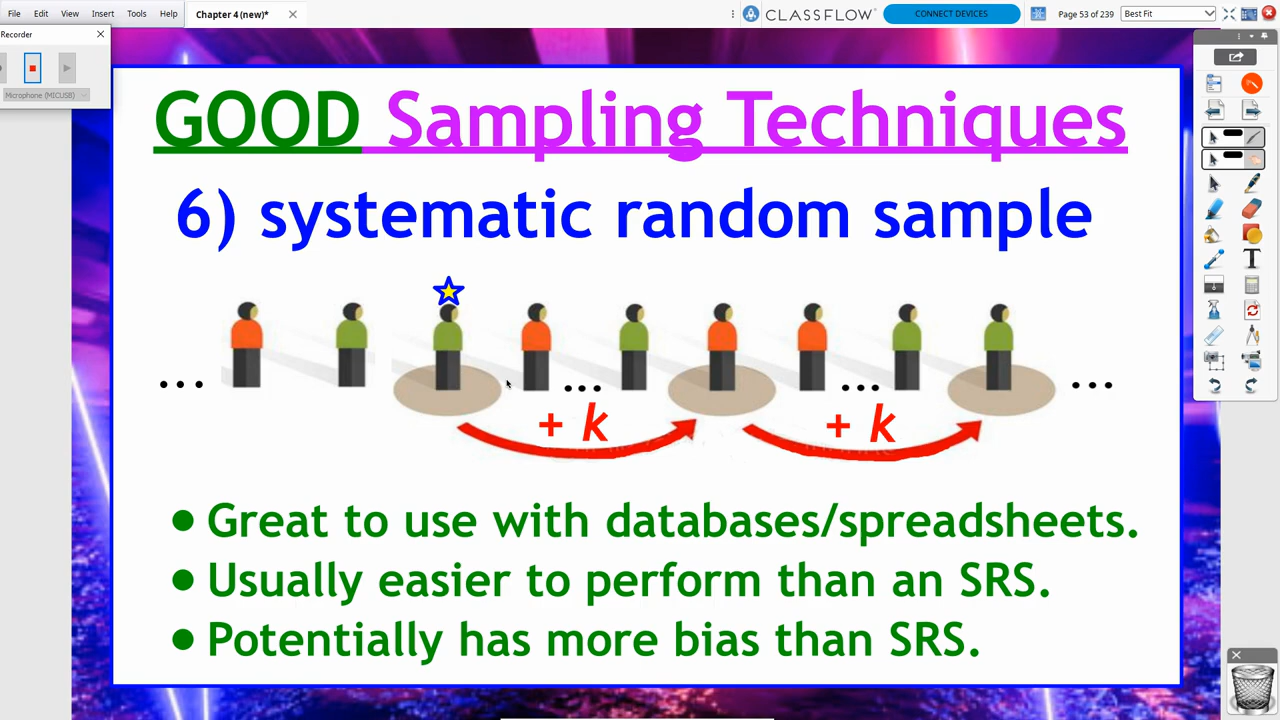 File Edit View Insert Tools Help
Chapter 4(new)*
CLASSFLOW
CONNECT DEVICES
Page 53 of 239
Best Fit
Recorder
Microphone (MICUSB)
GOOD Sampling Techniques
6) systematic random sample
... ... ... ...
+ k + k
• Great to use with databases/spreadsheets.
• Usually easier to perform than an SRS.
• Potentially has more bias than SRS.